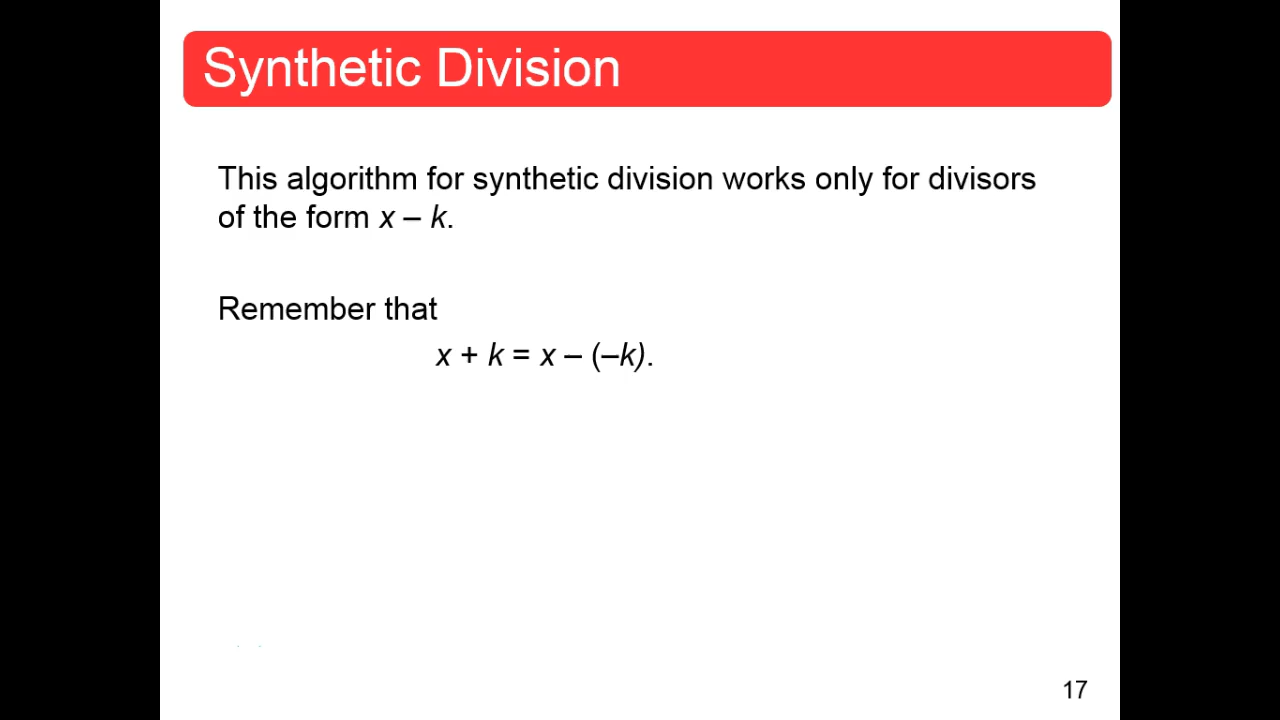 Synthetic Division
This algorithm for synthetic division works only for divisors
of the form x – k.
Remember that
x + k = x – (–k).
17